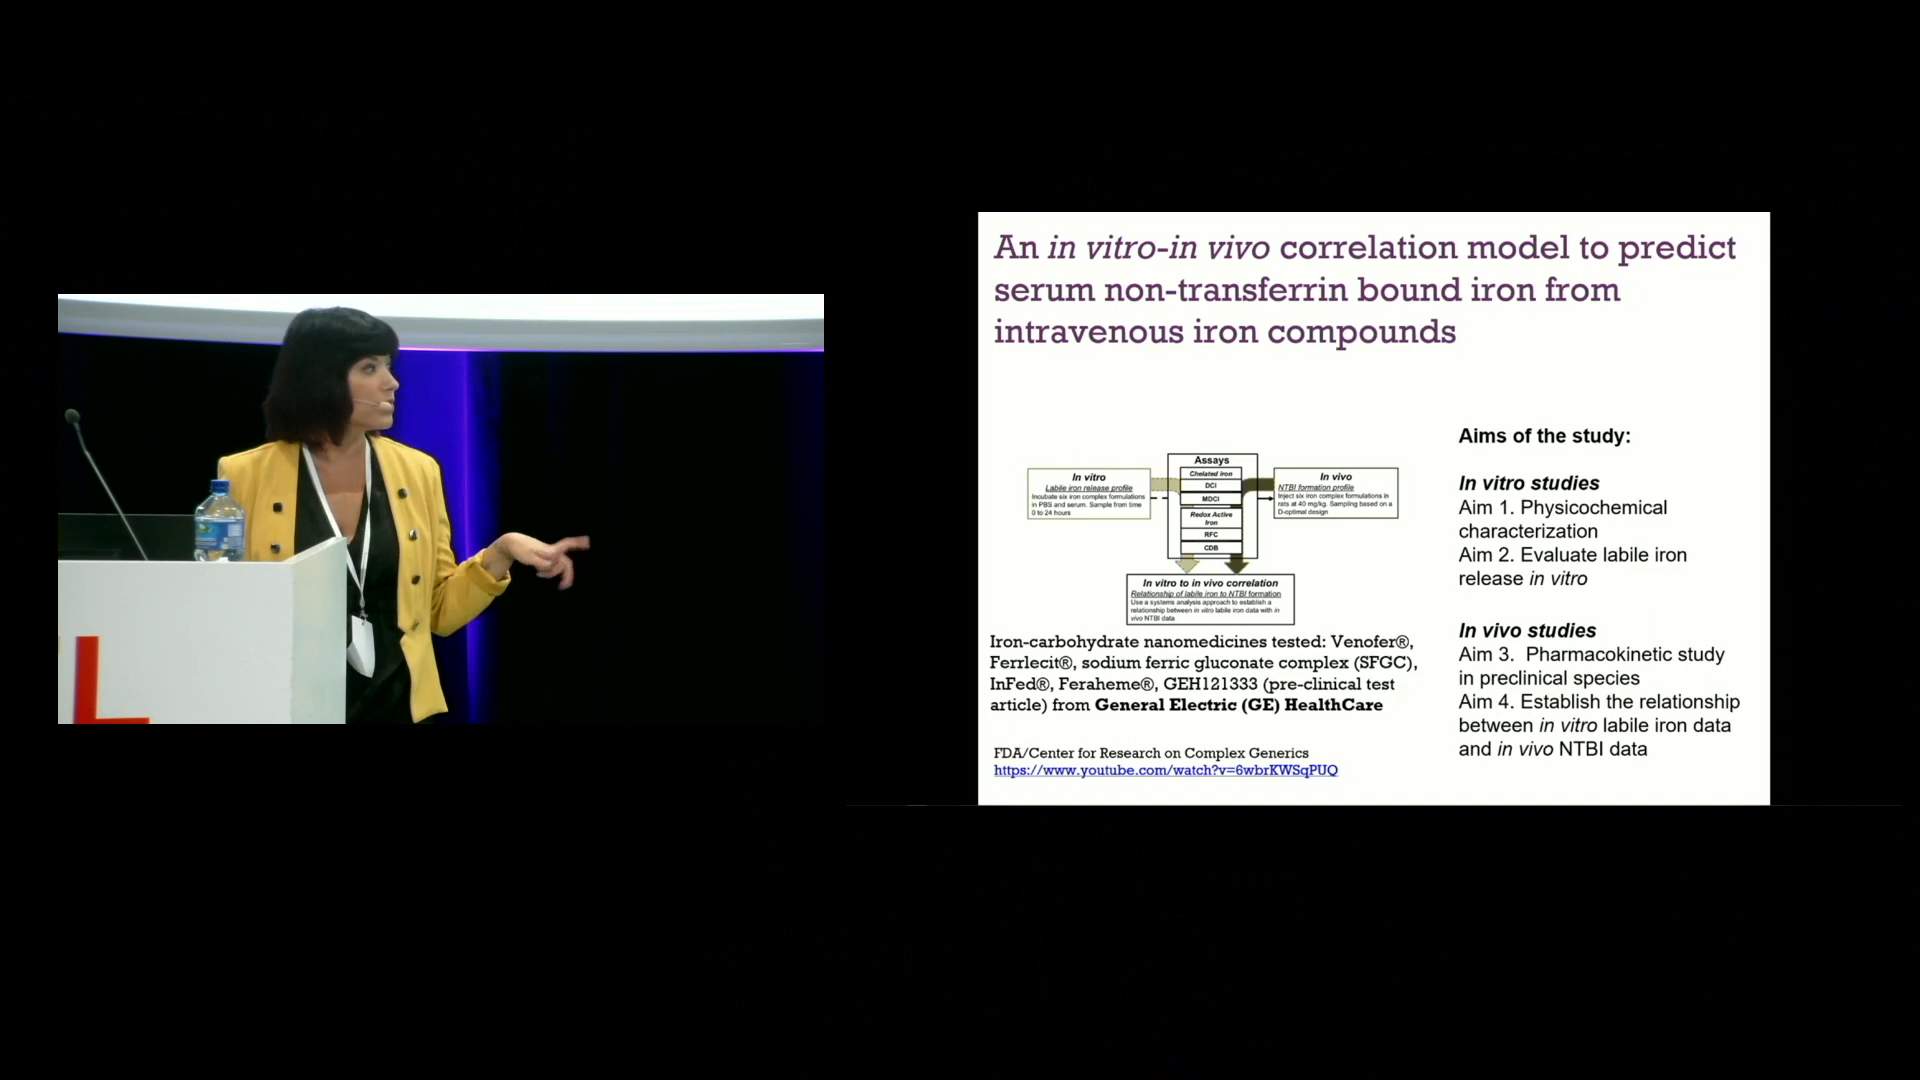 An in vitro-in vivo correlation model to predict
serum non-transferrin bound iron from
intravenous iron compounds
Aims of the study:
In vitro studies
Aim 1. Physicochemical
characterization
Aim 2. Evaluate labile iron
release in vitro
In vivo studies
Aim 3.  Pharmacokinetic study
in preclinical species
Aim 4. Establish the relationship
between in vitro labile iron data
and in vivo NTBI data
In vitro
Labile iron release profile
Incubate six iron complex formulations
in PBS and serum. Sample from time
0 to 24 hours
Assays
Chelated iron
DCI
MDCI
Redox Active
Iron
RFC
CDB
In vivo
NTBI formation profile
Inject six iron complex formulations in
rats at 40 mg/kg. Sampling based on a
D-optimal design
In vitro to in vivo correlation
Relationship of labile iron to NTBI formation
Use a systems analysis approach to establish a
relationship between in vitro labile iron data with in
vivo NTBI data
Iron-carbohydrate nanomedicines tested: Venofer®,
Ferrlecit®, sodium ferric gluconate complex (SFGC),
InFed®, Feraheme®, GEH121333 (pre-clinical test
article) from General Electric (GE) HealthCare
FDA/Center for Research on Complex Generics
https://www.youtube.com/watch?v=6wbrKWSqPUQ
L